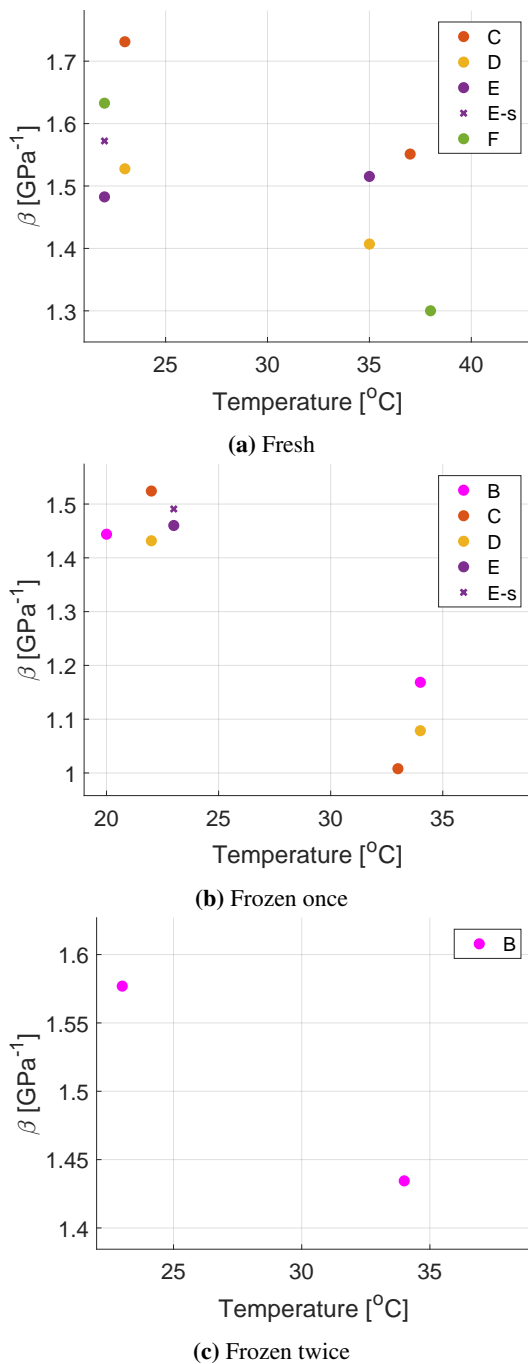 1.7
1.6
1.5
1.4
1.3
β [GPa-1]
C
D
E
E-s
F
25 30 35 40
Temperature [oC]
(a) Fresh
1.5
1.4
1.3
1.2
1.1
1
β [GPa-1]
B
C
D
E
E-s
20 25 30 35
Temperature [oC]
(b) Frozen once
1.6
1.55
1.5
1.45
1.4
β [GPa-1]
B
25 30 35
Temperature [oC]
(c) Frozen twice